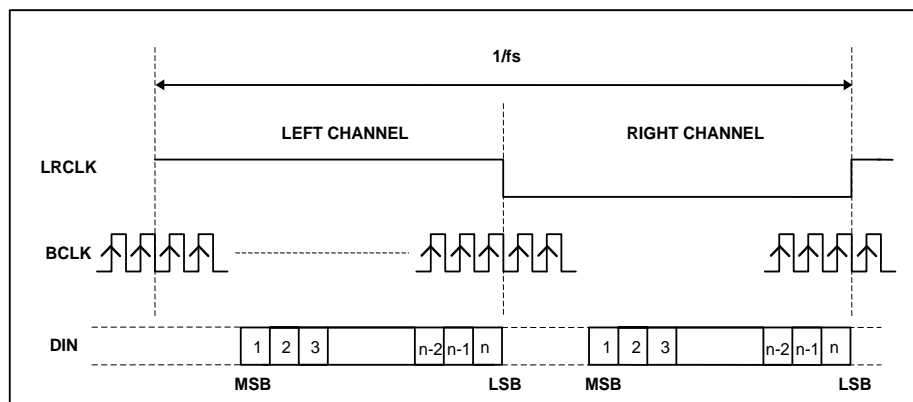 1/fs
LEFT CHANNEL RIGHT CHANNEL
LRCLK
BCLK
DIN 1 2 3 n-2 n-1 n 1 2 3 n-2 n-1 n
MSB LSB MSB LSB